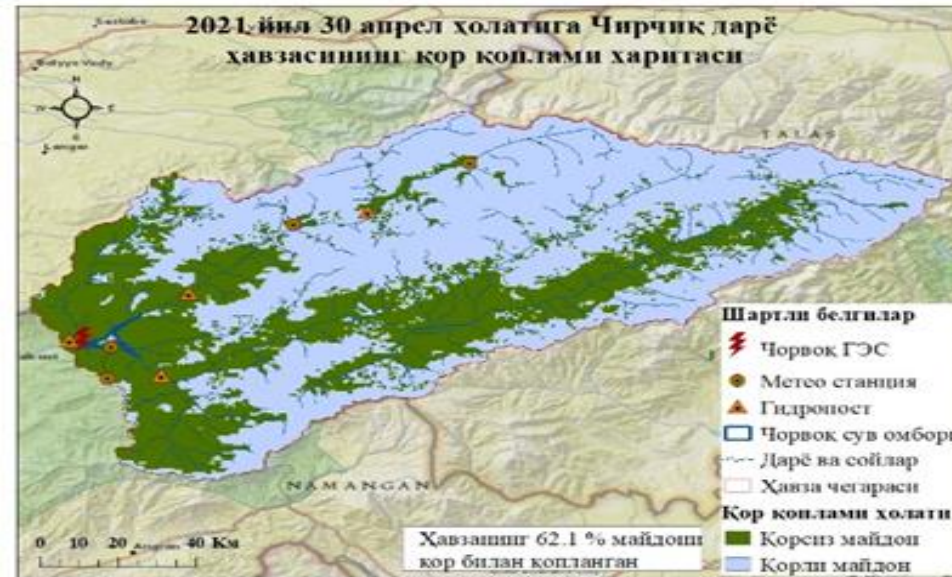 2021 йил 30 апрел ҳолатига Чирчиқ дарё
ҳавзасининг қор қоплами харитаси
N
E
S
W
TALAS
NAMANGAN
Шартли белгилар
Чорвоқ ГЭС
Метео станция
Гидропост
Чорвоқ сув омбори
Дарё ва сойлар
Ҳавза чегараси
Қор қоплами ҳолати
Қорсиз майдон
Қорли майдон
0 10 20 40 Км
Ҳавзанинг 62.1 % майдони
қор билан қопланган